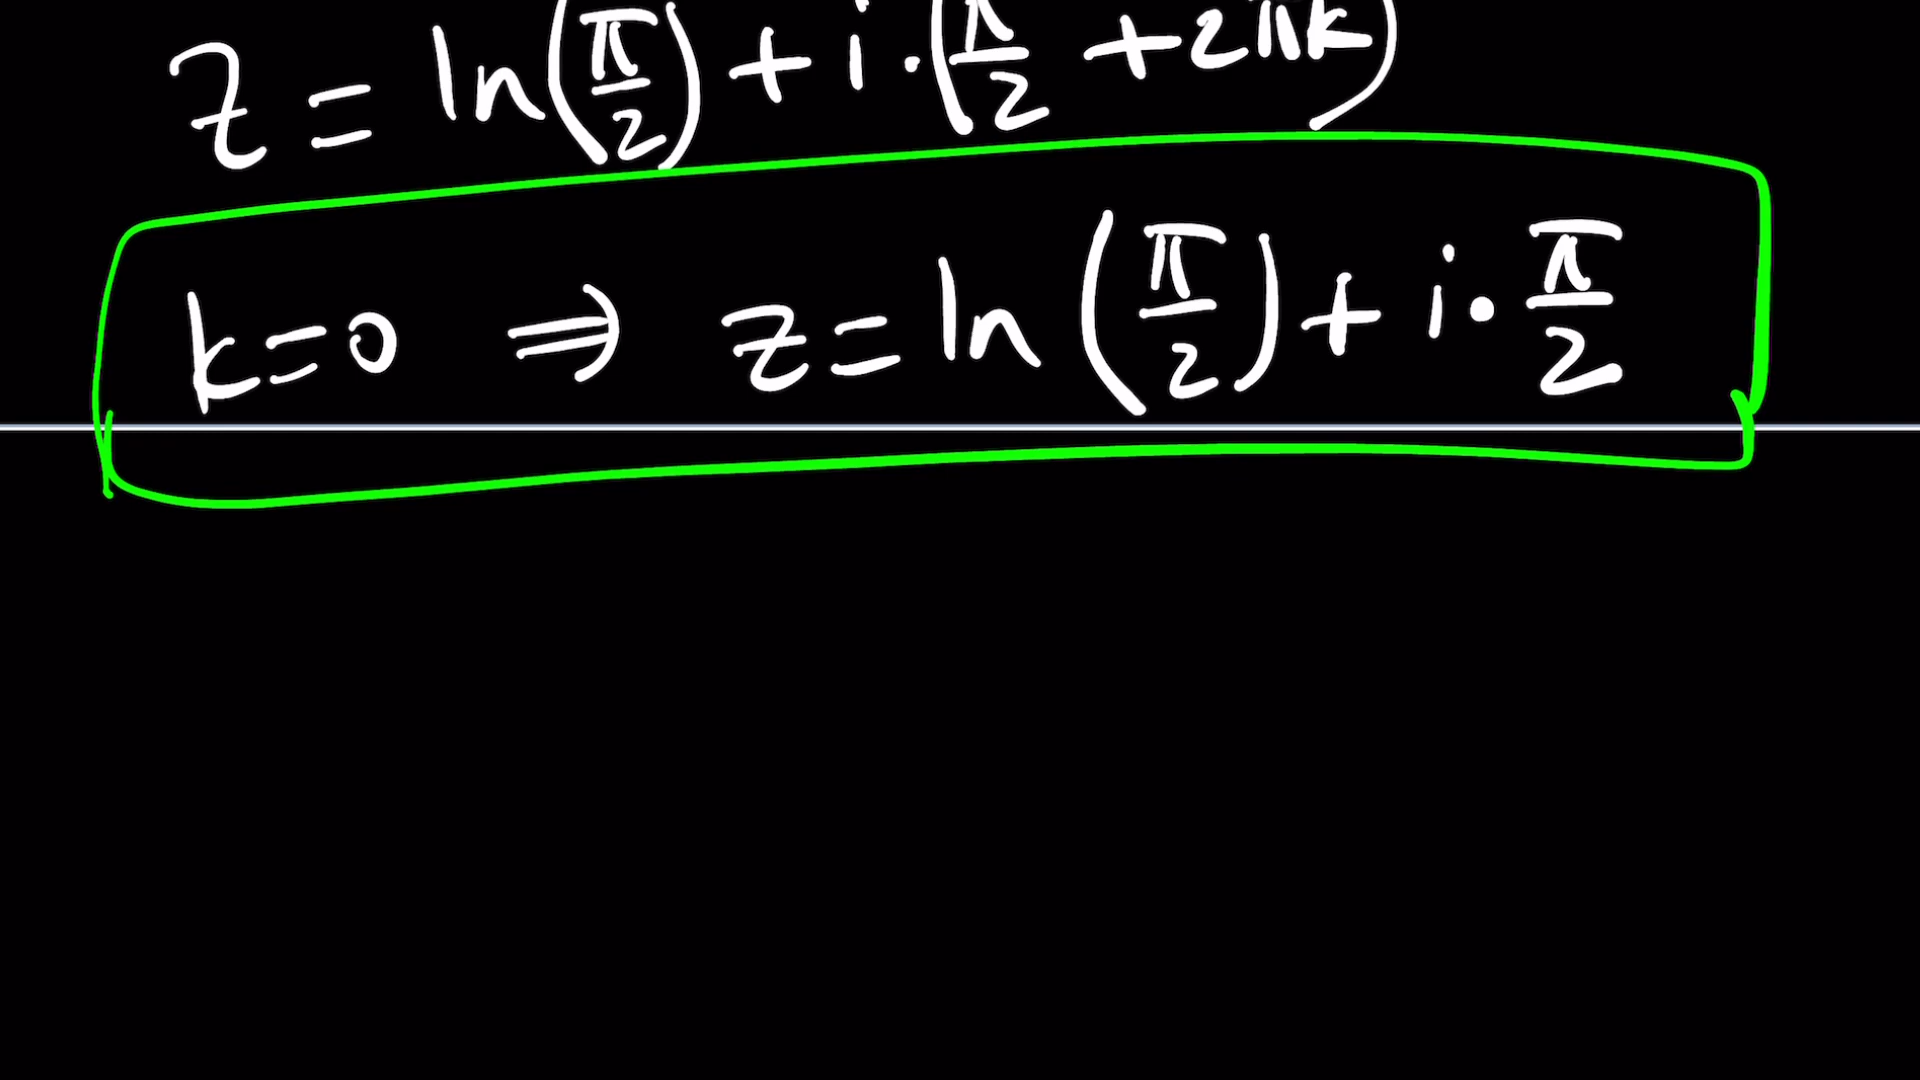 z = ln(π/2) + i·(π/2 + 2πk)
k=0 ⇒ z = ln(π/2) + i·π/2